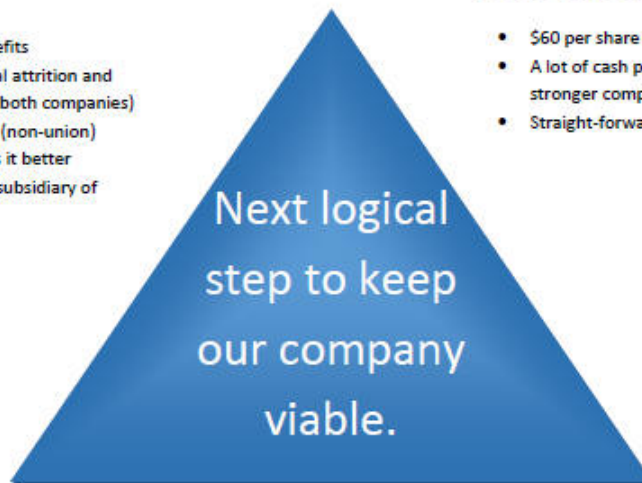 efits
al attrition and
both companies)
(non-union)
it better
subsidiary of
• $60 per share
• A lot of cash p
stronger comp
• Straight-forwa
Next logical
step to keep
our company
viable.